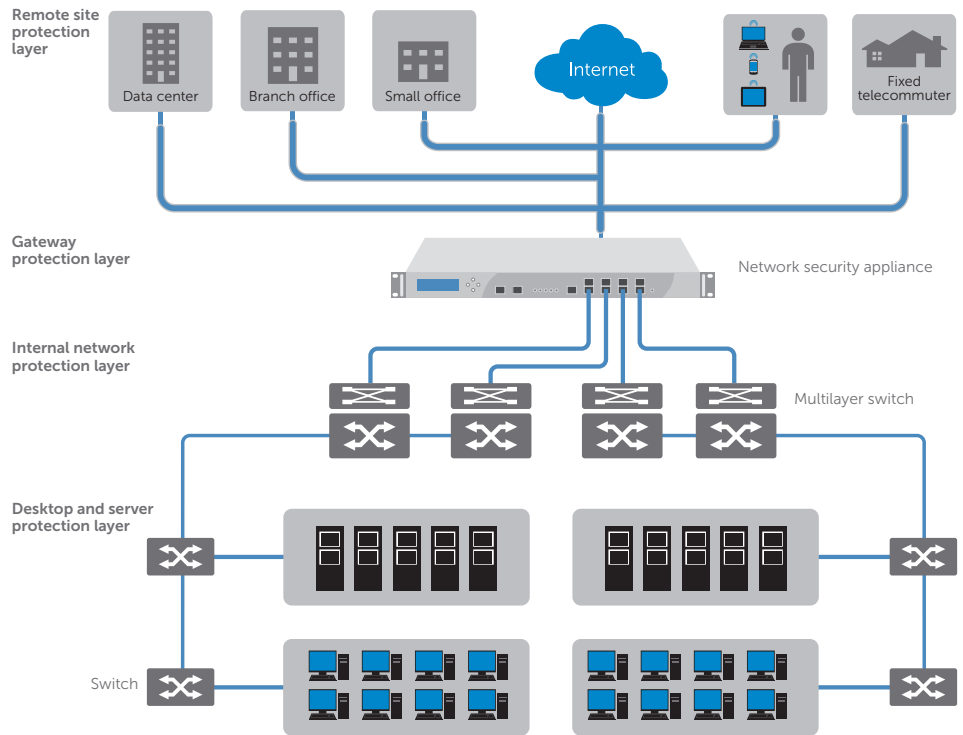 Remote site
protection
layer
Data center
Branch office
Small office
Internet
Fixed
telecommuter
Gateway
protection layer
Network security appliance
Internal network
protection layer
Multilayer switch
Desktop and server
protection layer
Switch